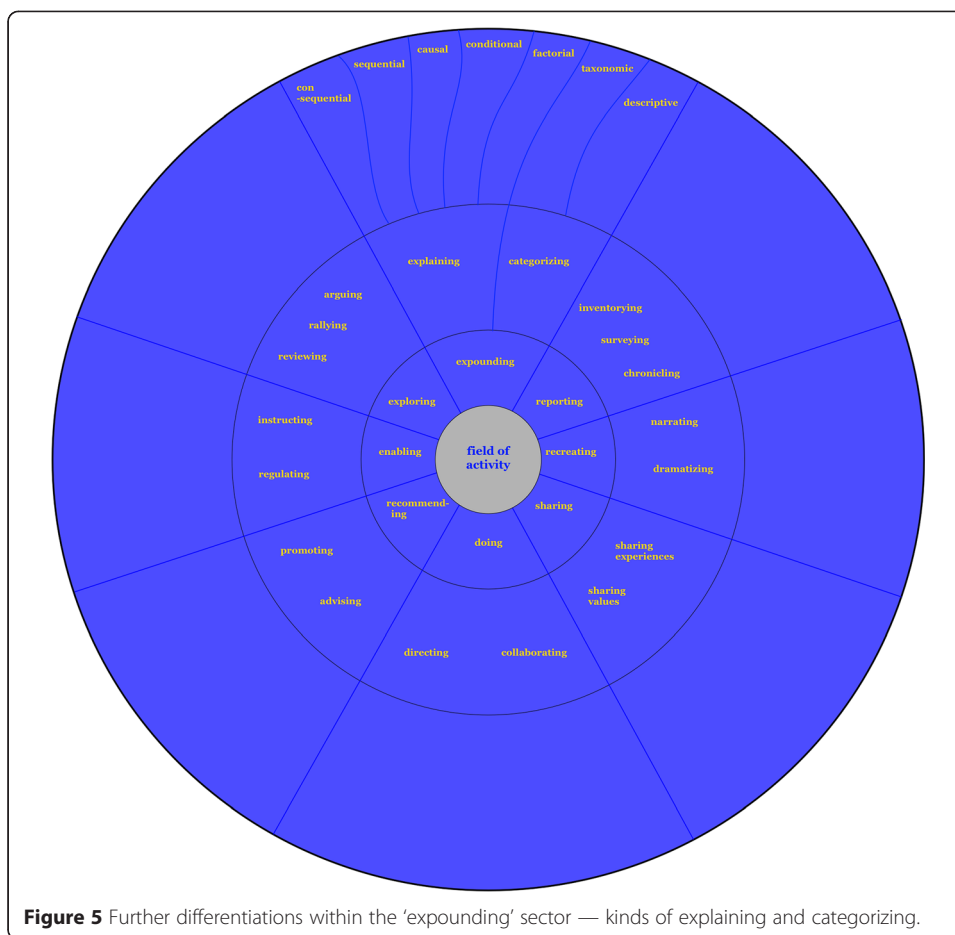 conditional
causal
factorial
sequential
taxonomic
con
-sequential
descriptive
explaining
categorizing
arguing
inventorying
rallying
surveying
reviewing
chronicling
expounding
exploring
reporting
instructing
narrating
enabling
field of
activity
recreating
regulating
dramatizing
recommend-
ing
sharing
doing
promoting
sharing
experiences
advising
sharing
values
directing
collaborating
Figure 5 Further differentiations within the ‘expounding’ sector — kinds of explaining and categorizing.